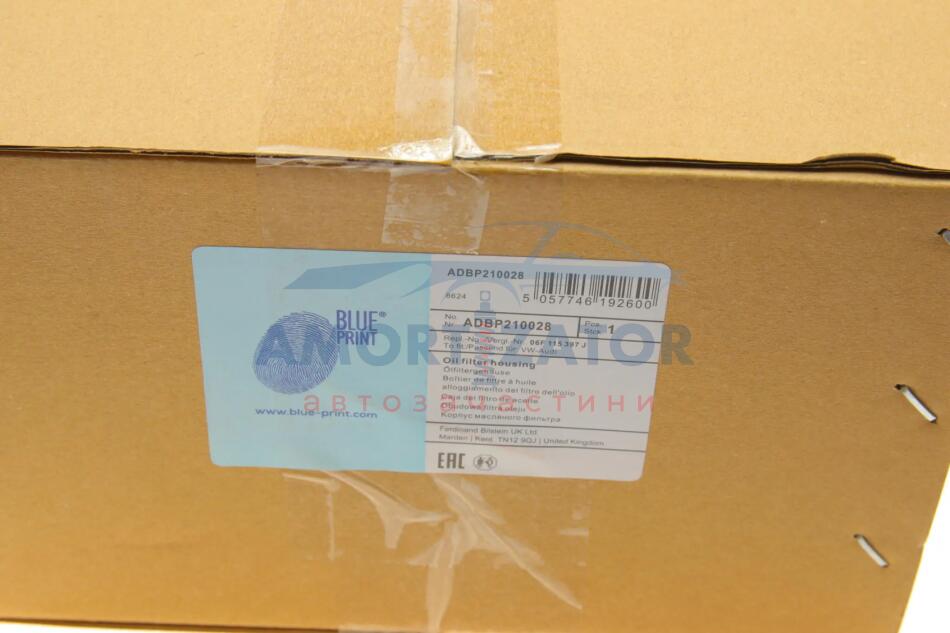 BLUE®
PRINT
www.blue-print.com
ADBP210028
8624
5 057746 192600
No.
Nr.
ADBP210028
Pcs.
Stck.
1
Repl.-No./Vergl.-Nr. 06F 115 397 J
To fit/Passend für: VW-Audi
Oil filter housing
Ölfiltergehäuse
Boîtier de filtre à huile
alloggiamento del filtro dell'olio
Caja del filtro de aceite
Obudowa filtra oleju
Корпус масляного фильтра
Ferdinand Bilstein UK Ltd.
Marden | Kent TN12 9QJ | United Kingdom
EAC
AMORTIZATOR
автозапчастини